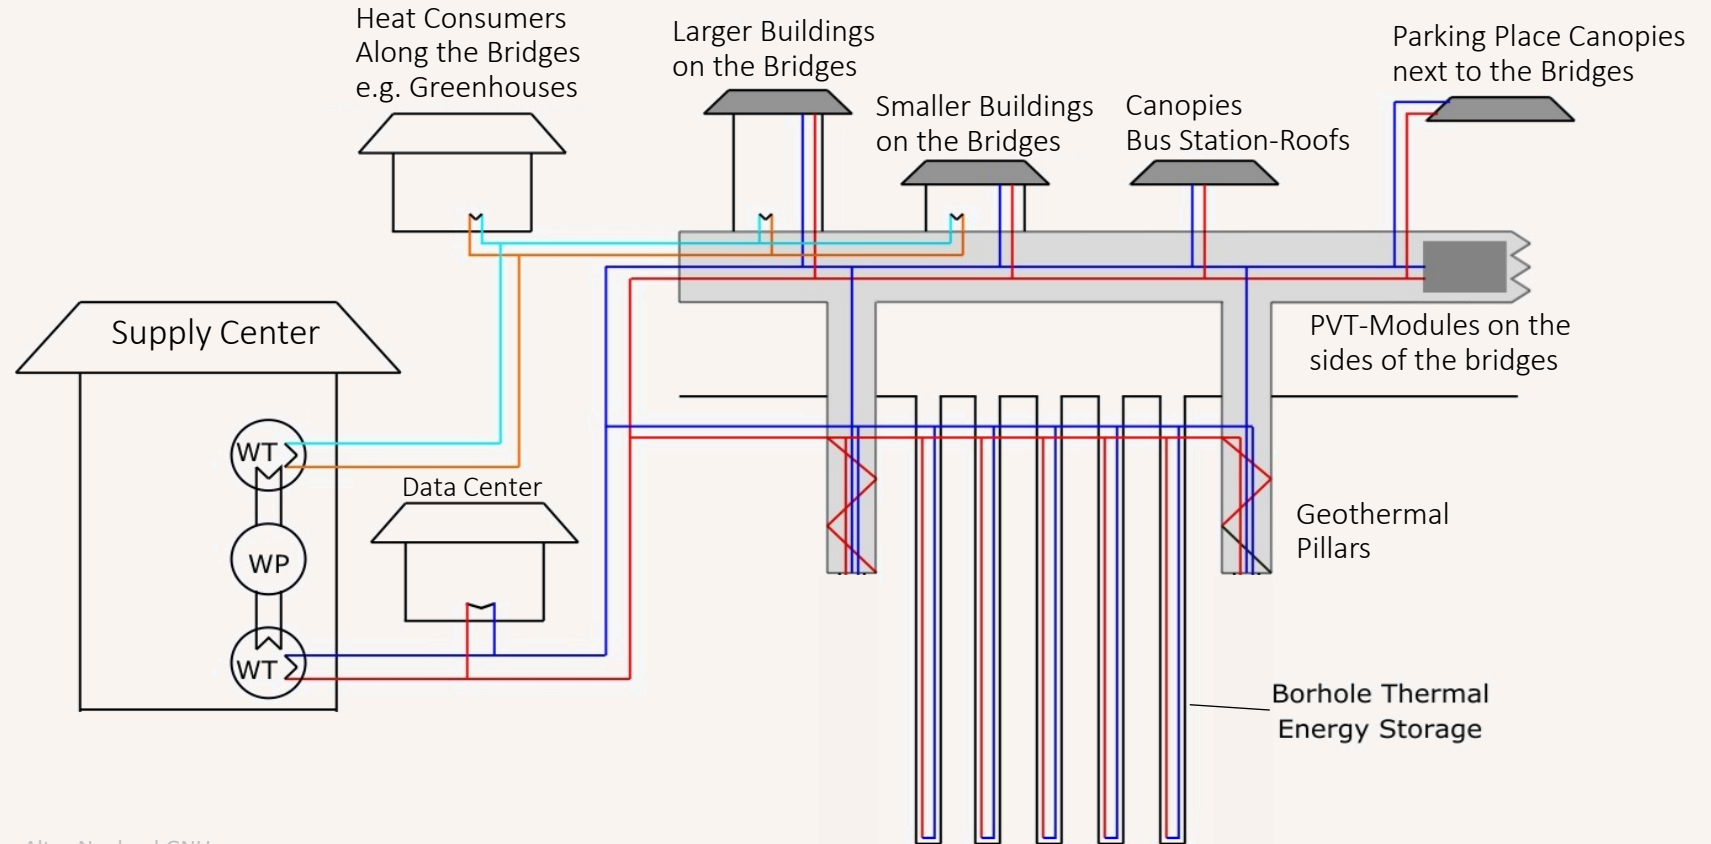 Heat Consumers
Along the Bridges
e.g. Greenhouses
Larger Buildings
on the Bridges
Smaller Buildings
on the Bridges
Canopies
Bus Station-Roofs
Parking Place Canopies
next to the Bridges
Supply Center
PVT-Modules on the
sides of the bridges
WT
WP
WT
Data Center
Geothermal
Pillars
Borhole Thermal
Energy Storage